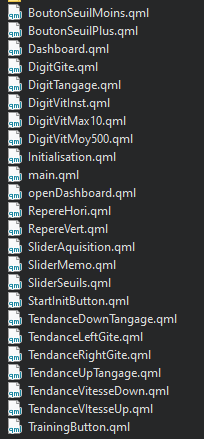 BoutonSeuilMoins.qml
BoutonSeuilPlus.qml
Dashboard.qml
DigitGite.qml
DigitTangage.qml
DigitVitInst.qml
DigitVitMax10.qml
DigitVitMoy500.qml
Initialisation.qml
main.qml
openDashboard.qml
RepereHori.qml
RepereVert.qml
SliderAquisition.qml
SliderMemo.qml
SliderSeuils.qml
StartInitButton.qml
TendanceDownTangage.qml
TendanceLeftGite.qml
TendanceRightGite.qml
TendanceUpTangage.qml
TendanceVitesseDown.qml
TendanceVItesseUp.qml
TrainingButton.qml